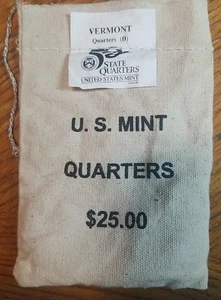 VERMONT
Quarters (D)
50
STATE
QUARTERS
UNITED STATES MINT
U. S. MINT
QUARTERS
$25.00